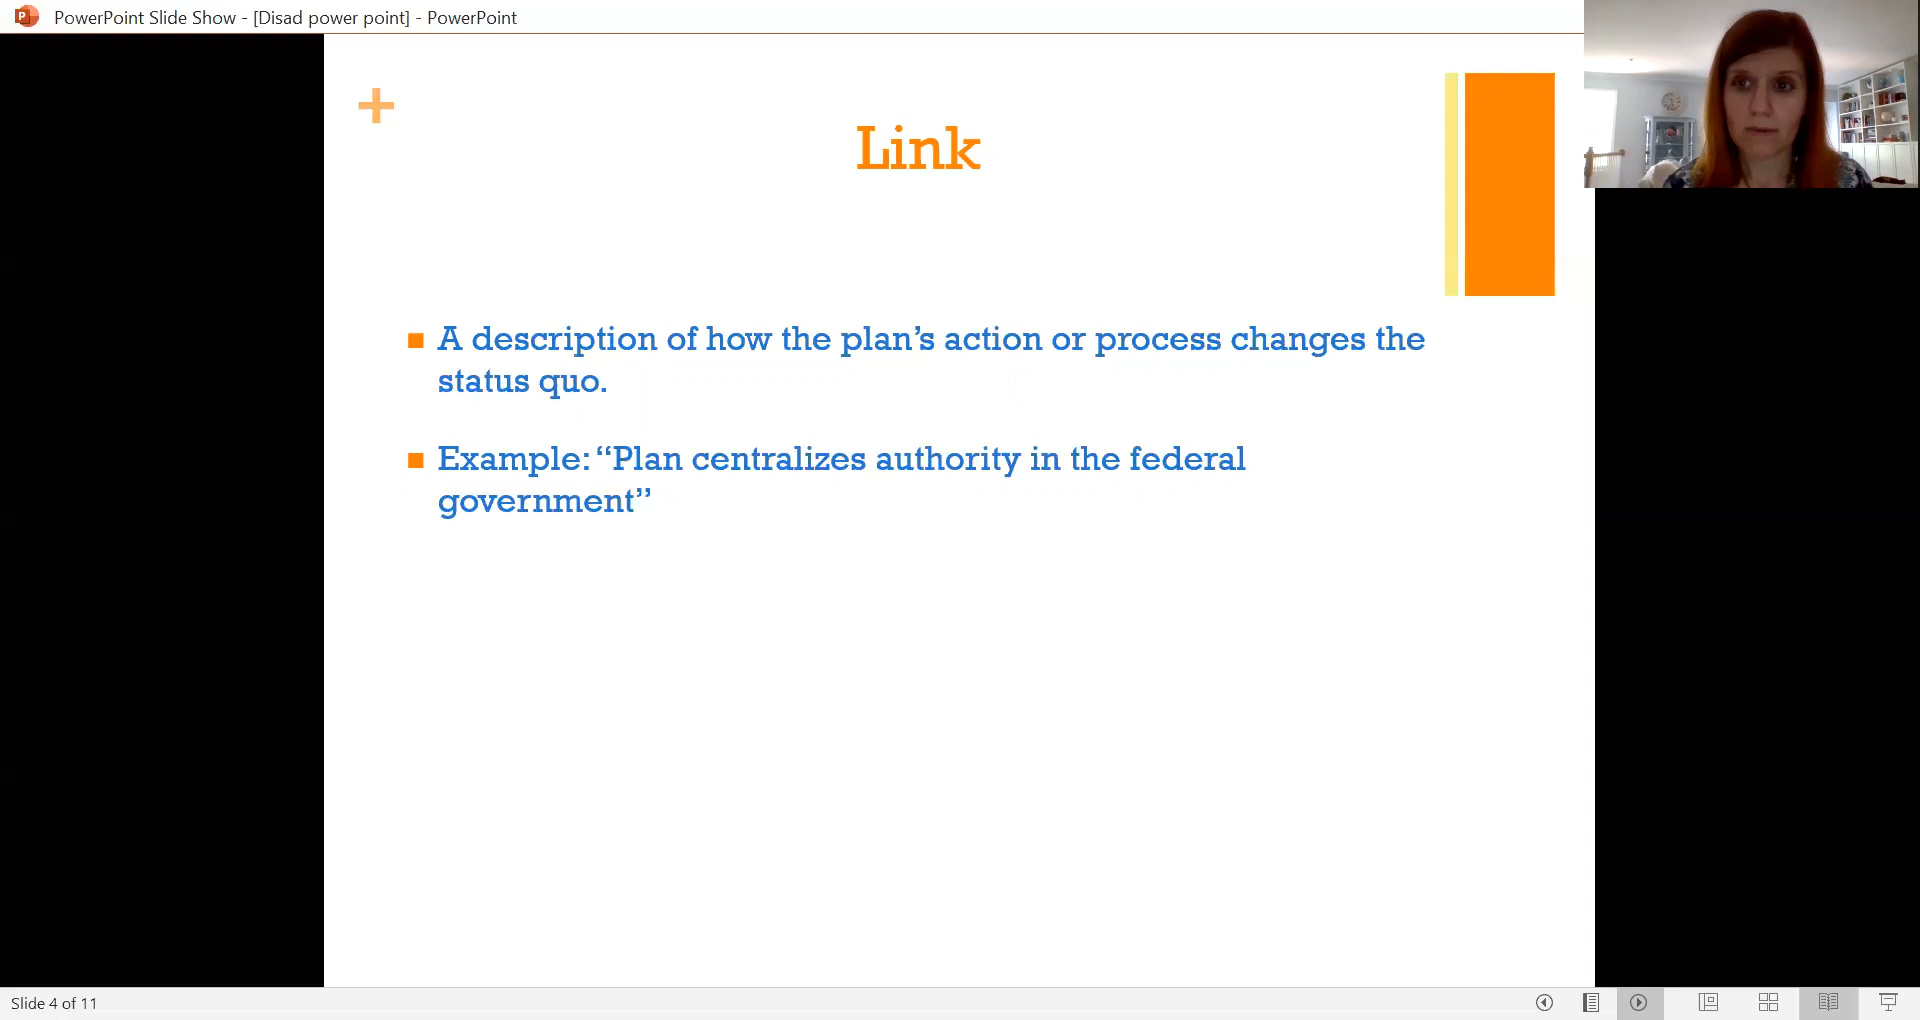 PowerPoint Slide Show - [Disad power point] - PowerPoint
+
Link
A description of how the plan’s action or process changes the
status quo.
Example: “Plan centralizes authority in the federal
government”
Slide 4 of 11